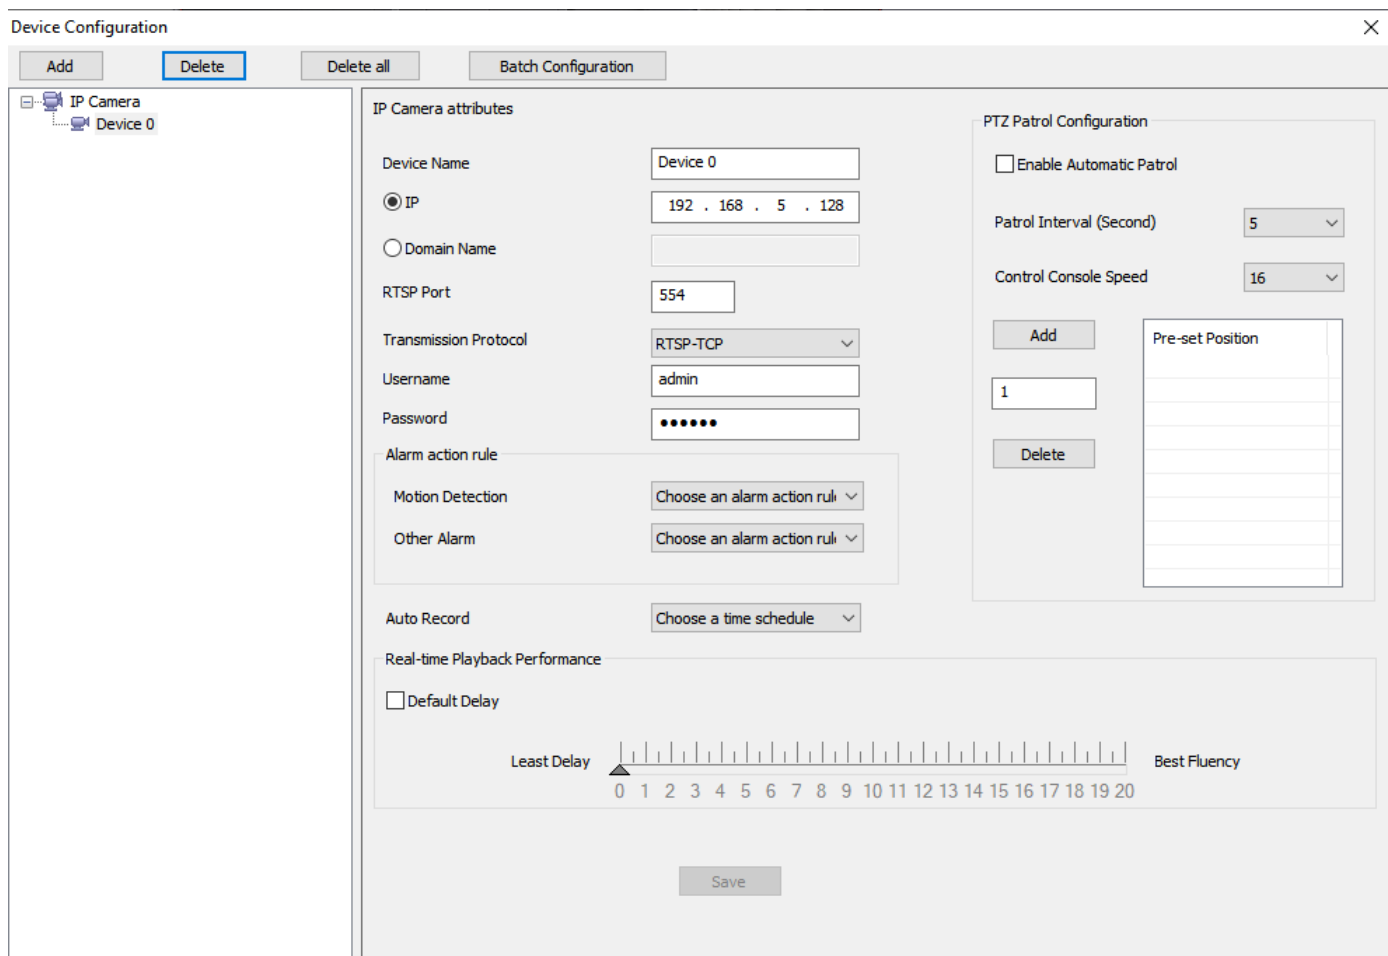 Device Configuration
Add Delete Delete all Batch Configuration
IP Camera
Device 0
IP Camera attributes
Device Name Device 0
IP 192 . 168 . 5 . 128
Domain Name
RTSP Port 554
Transmission Protocol RTSP-TCP
Username admin
Password ●●●●●●
Alarm action rule
Motion Detection Choose an alarm action rul
Other Alarm Choose an alarm action rul
Auto Record Choose a time schedule
PTZ Patrol Configuration
Enable Automatic Patrol
Patrol Interval (Second) 5
Control Console Speed 16
Add
1
Delete
Pre-set Position
Real-time Playback Performance
Default Delay
Least Delay Best Fluency
0 1 2 3 4 5 6 7 8 9 10 11 12 13 14 15 16 17 18 19 20
Save